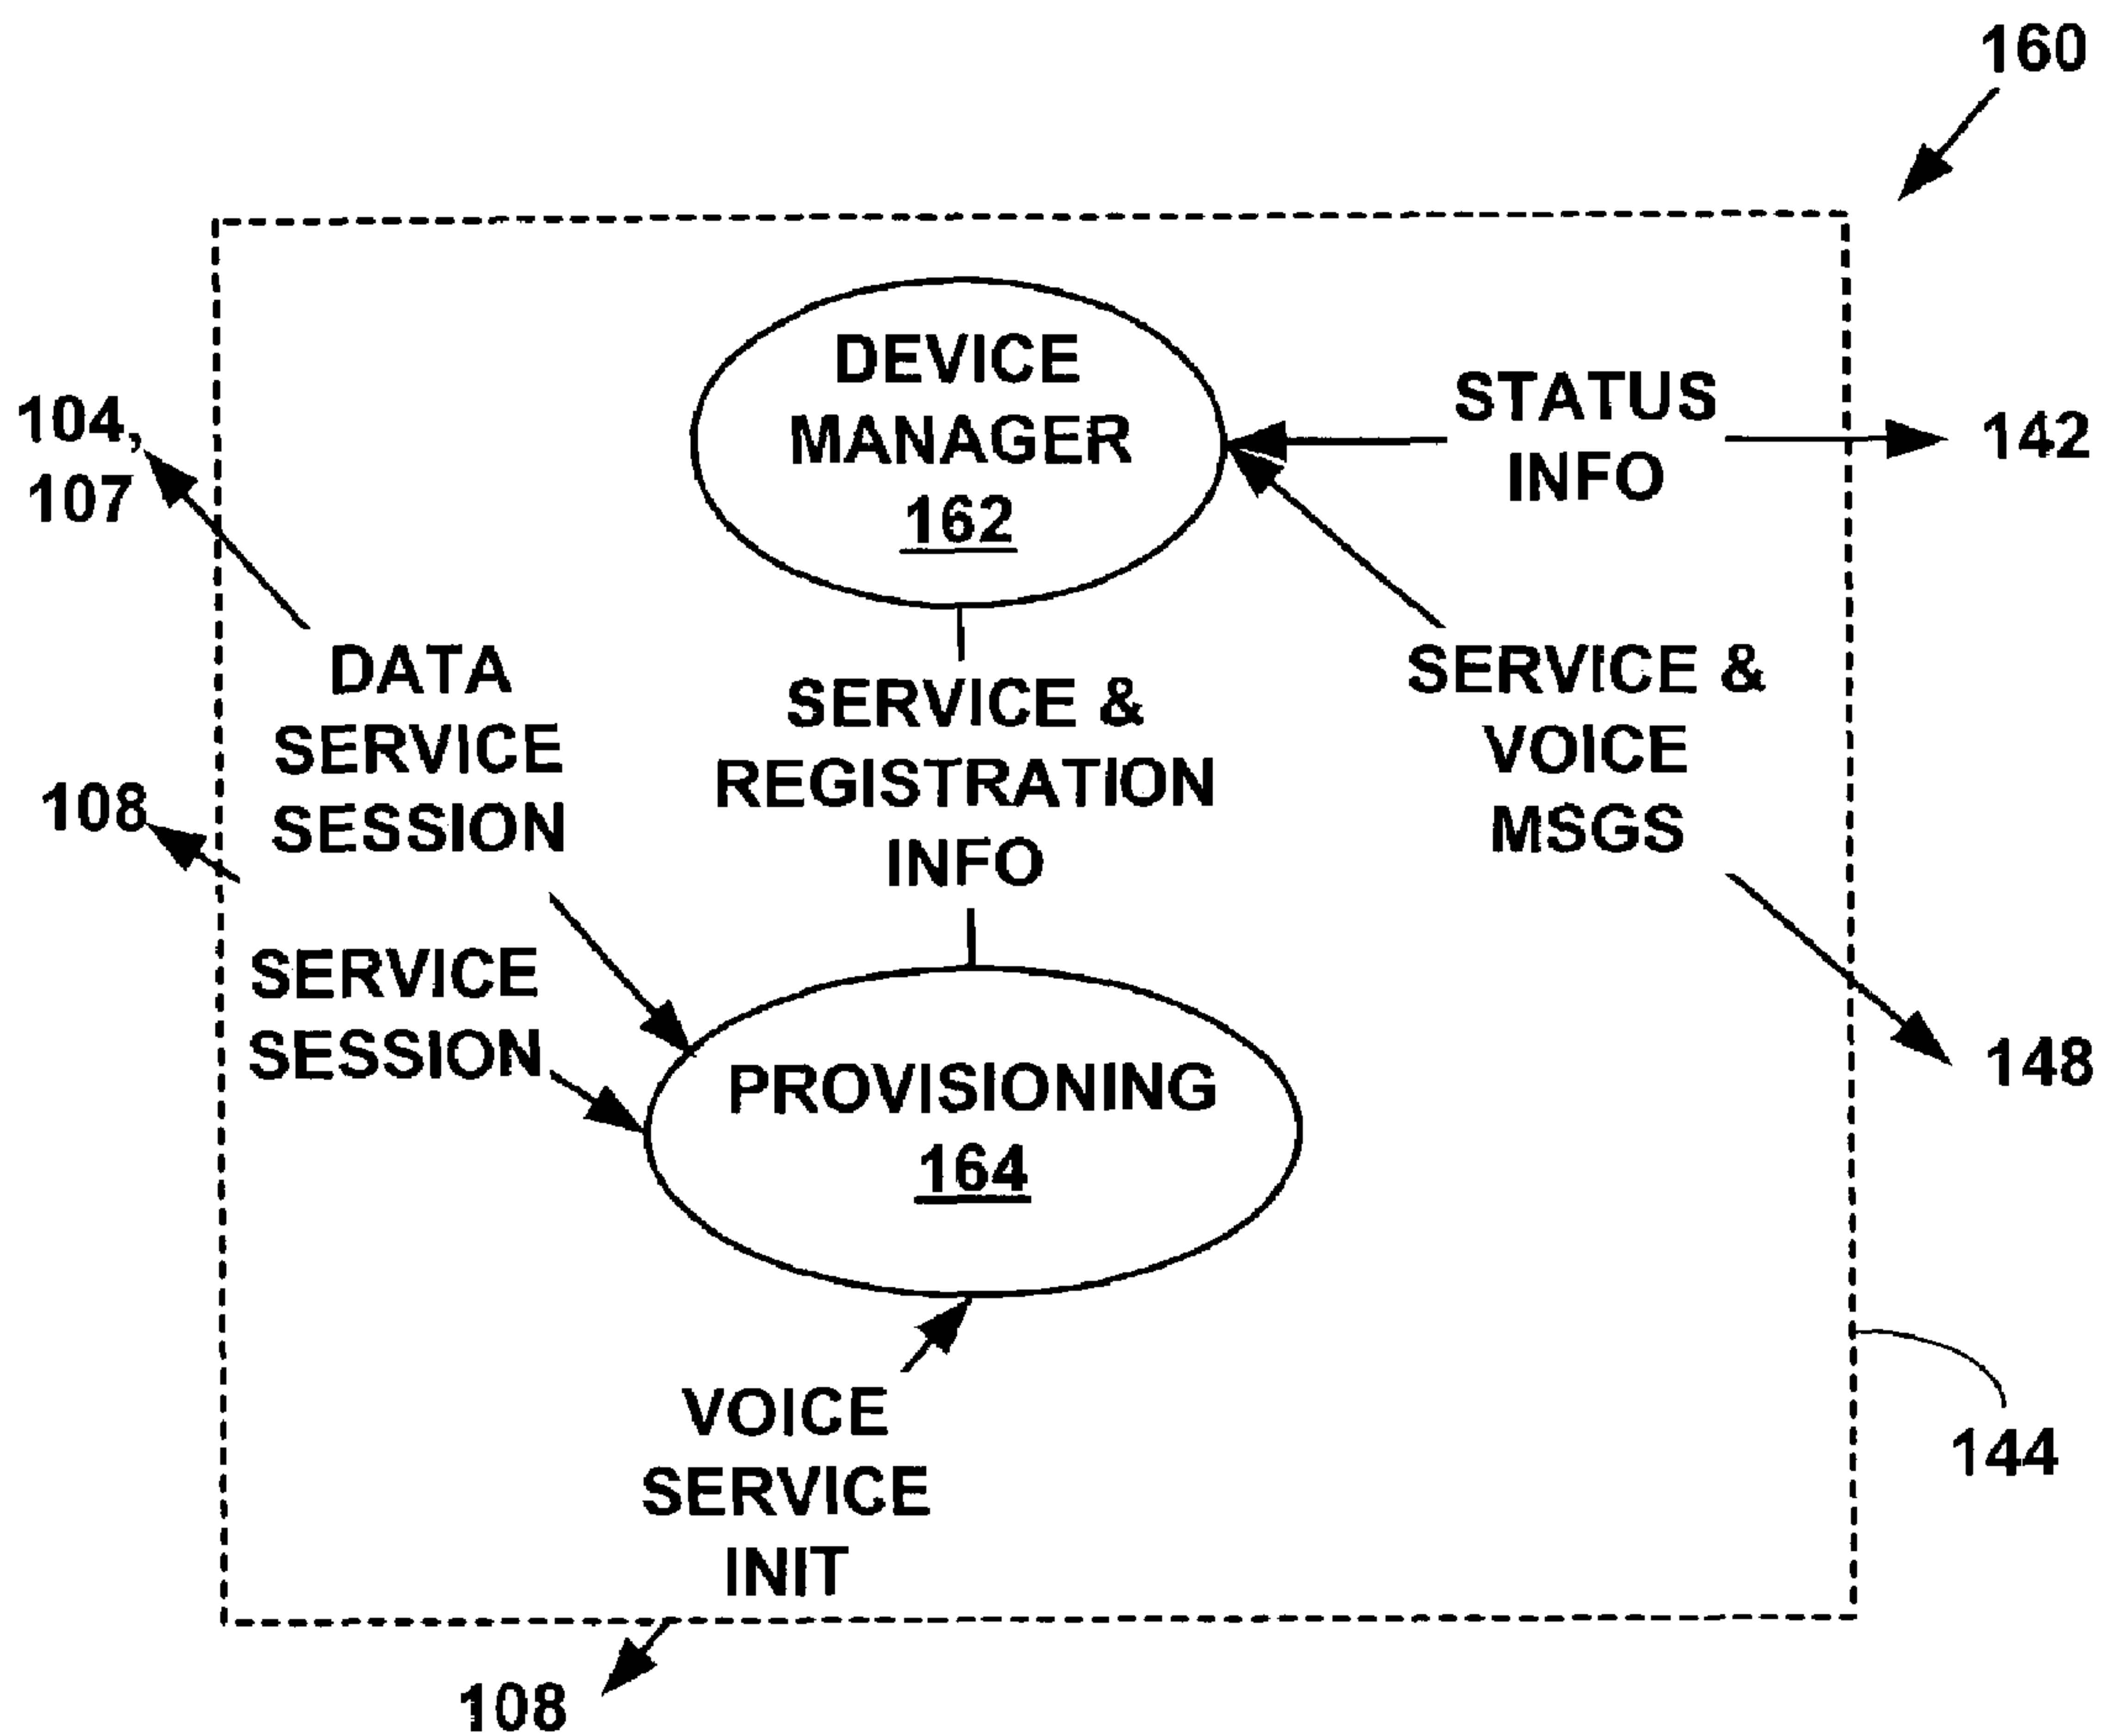 160
DEVICE
MANAGER
162
STATUS
INFO
142
104,
107
DATA
SERVICE
SESSION
SERVICE &
REGISTRATION
INFO
SERVICE &
VOICE
MSGS
108
SERVICE
SESSION
PROVISIONING
164
148
VOICE
SERVICE
INIT
144
108